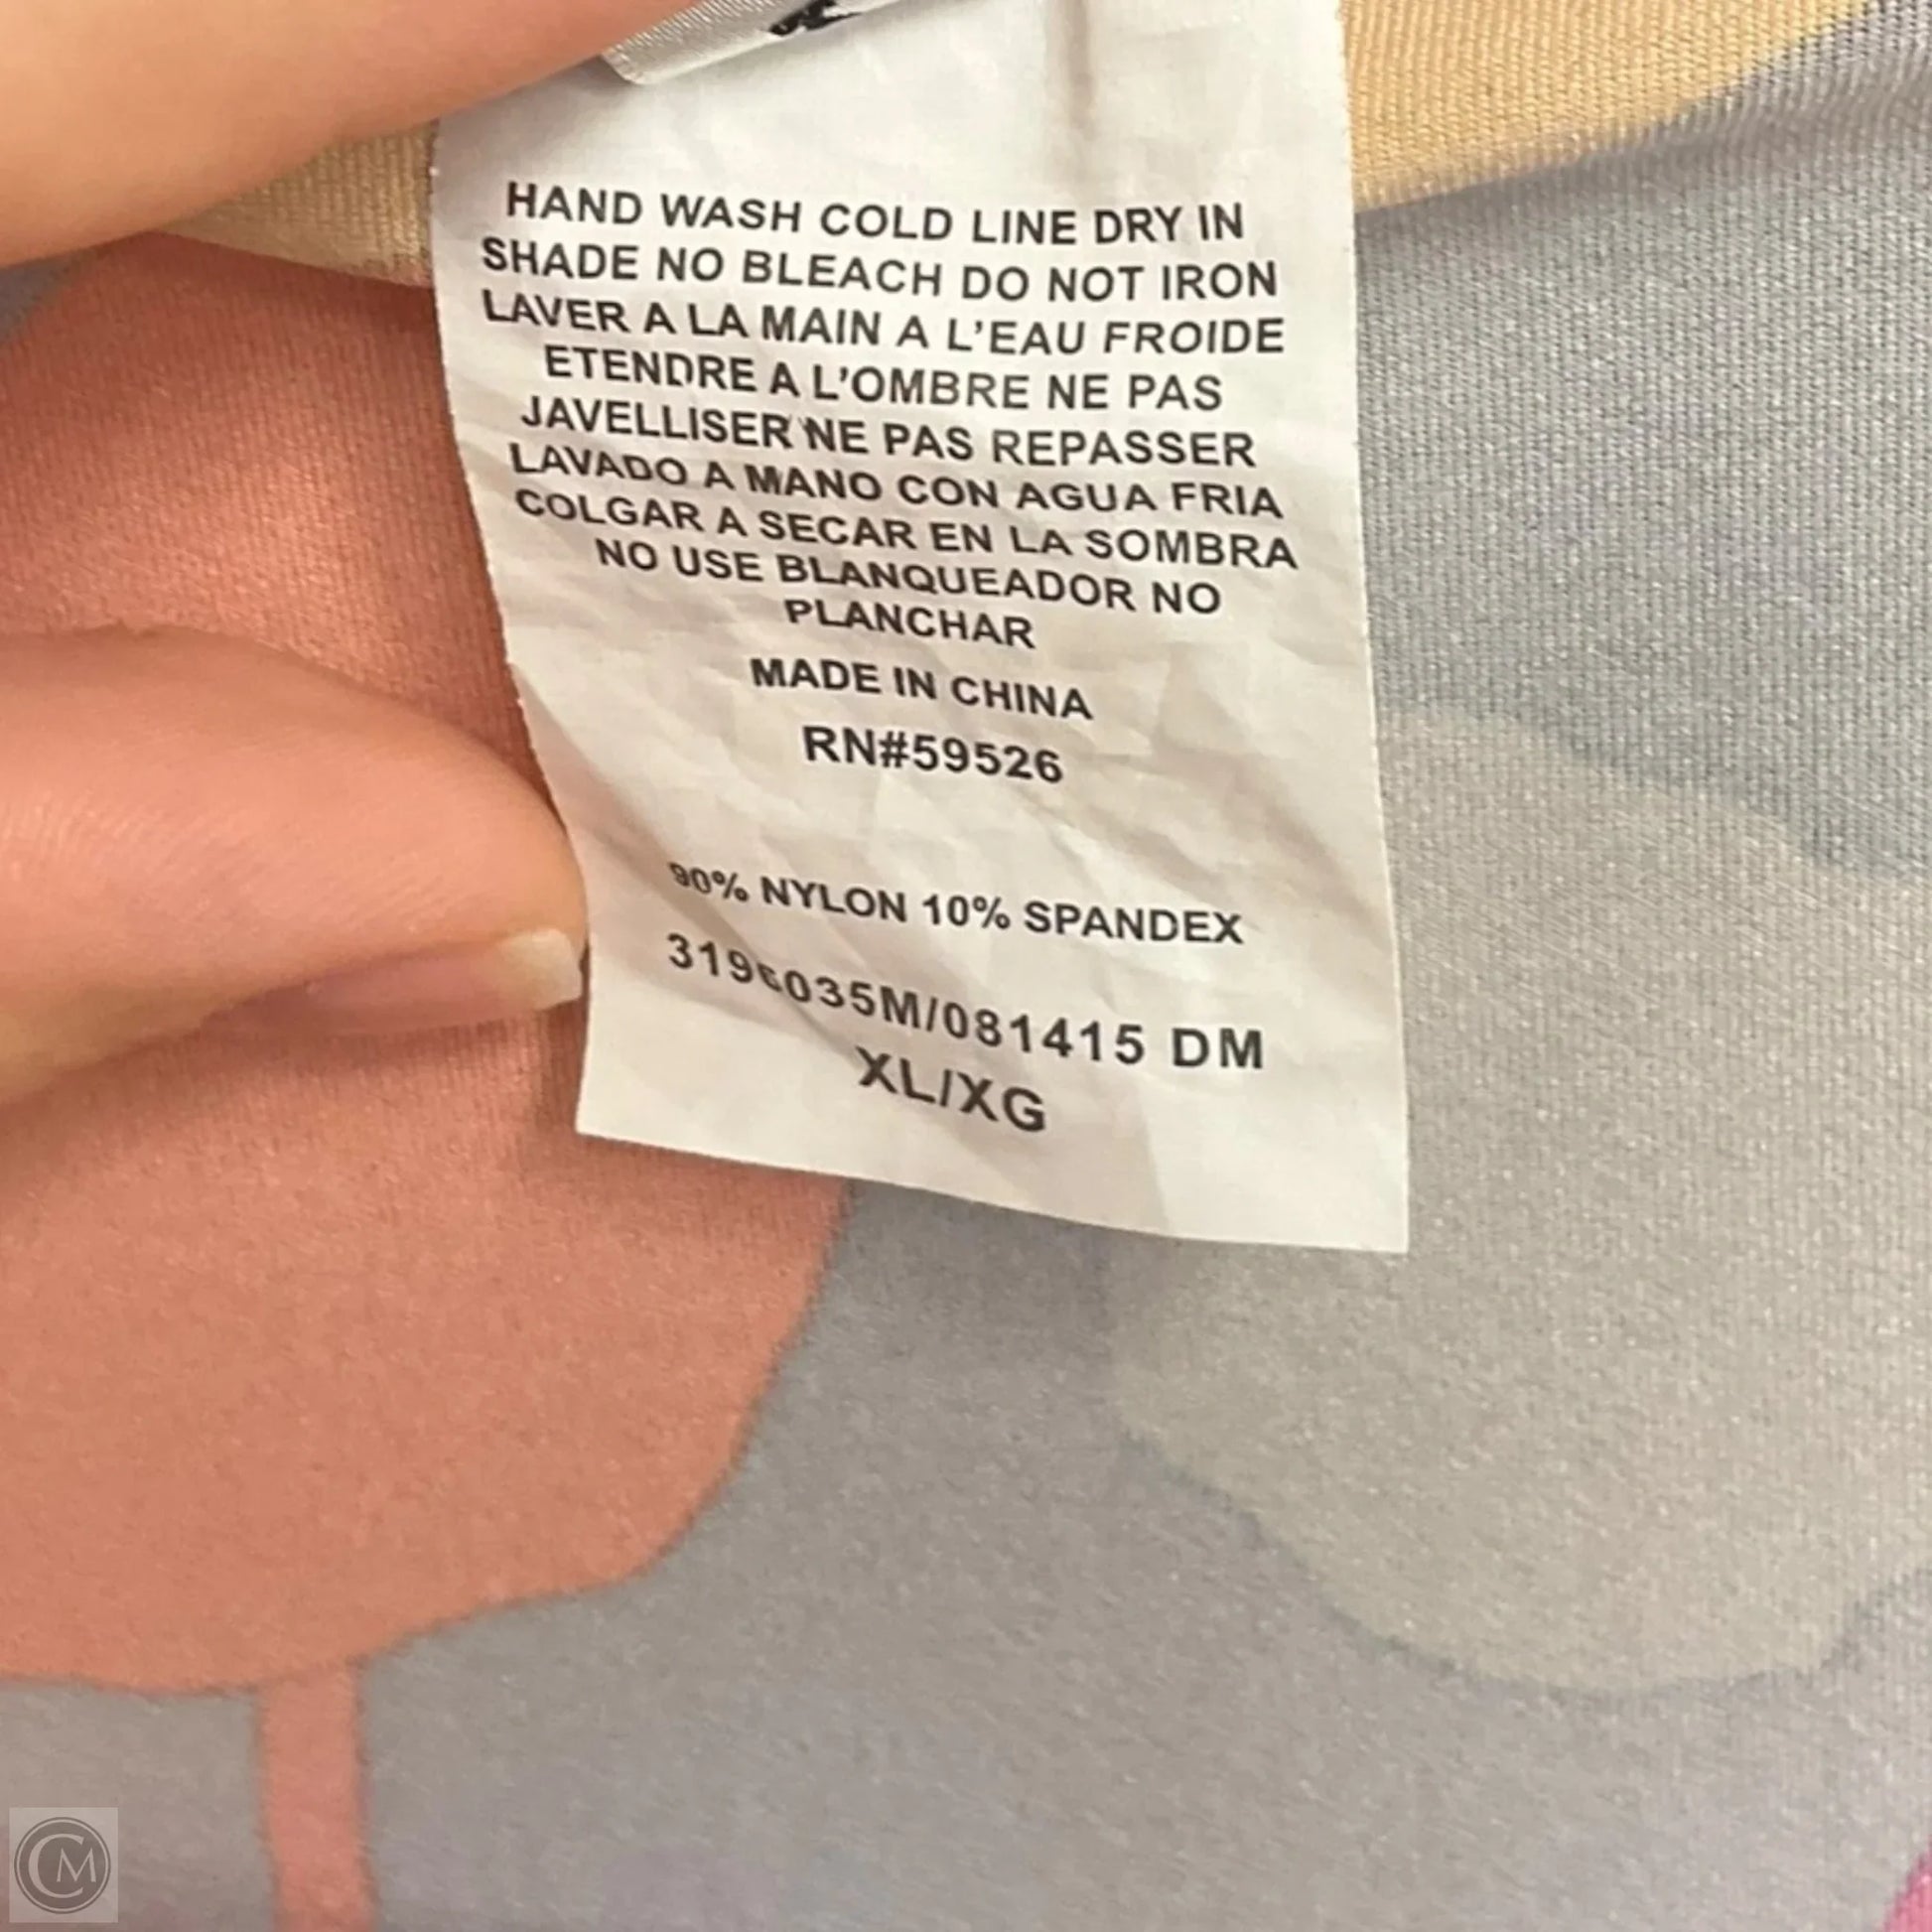 HAND WASH COLD LINE DRY IN
SHADE NO BLEACH DO NOT IRON
LAVER A LA MAIN A L'EAU FROIDE
ETENDRE A L'OMBRE NE PAS
JAVELLISER NE PAS REPASSER
LAVADO A MANO CON AGUA FRIA
COLGAR A SECAR EN LA SOMBRA
NO USE BLANQUEADOR NO
PLANCHAR
MADE IN CHINA
RN#59526
90% NYLON 10% SPANDEX
3196035M/081415 DM
XL/XG
CM